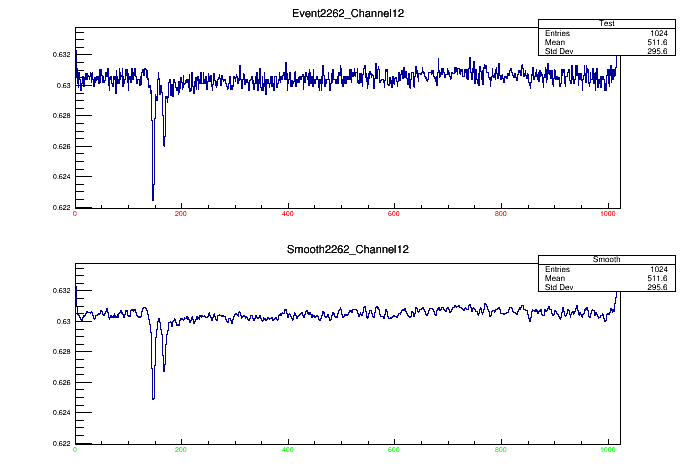 Event2262_Channel12
Test
Entries 1024
Mean 511.6
Std Dev 295.6
0.632
0.63
0.628
0.626
0.624
0.622
0 200 400 600 800 1000
Smooth2262_Channel12
Smooth
Entries 1024
Mean 511.6
Std Dev 295.6
0.632
0.63
0.628
0.626
0.624
0.622
0 200 400 600 800 1000